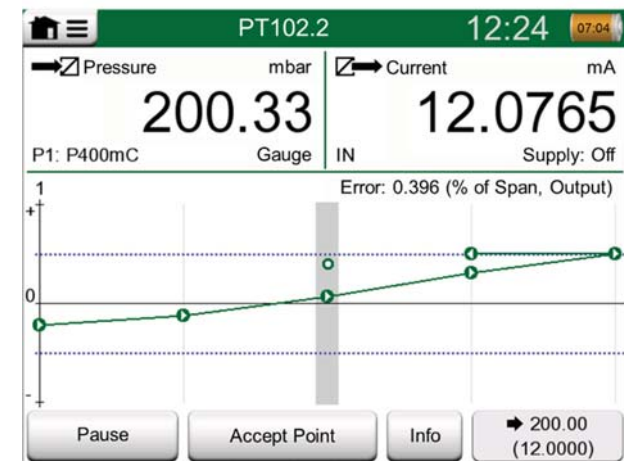 PT102.2 12:24 07:04
Pressure mbar
200.33
P1: P400mC Gauge
Current mA
12.0765
IN Supply: Off
Error: 0.396 (% of Span, Output)
1
+
0
-
Pause
Accept Point
Info
200.00
(12.0000)